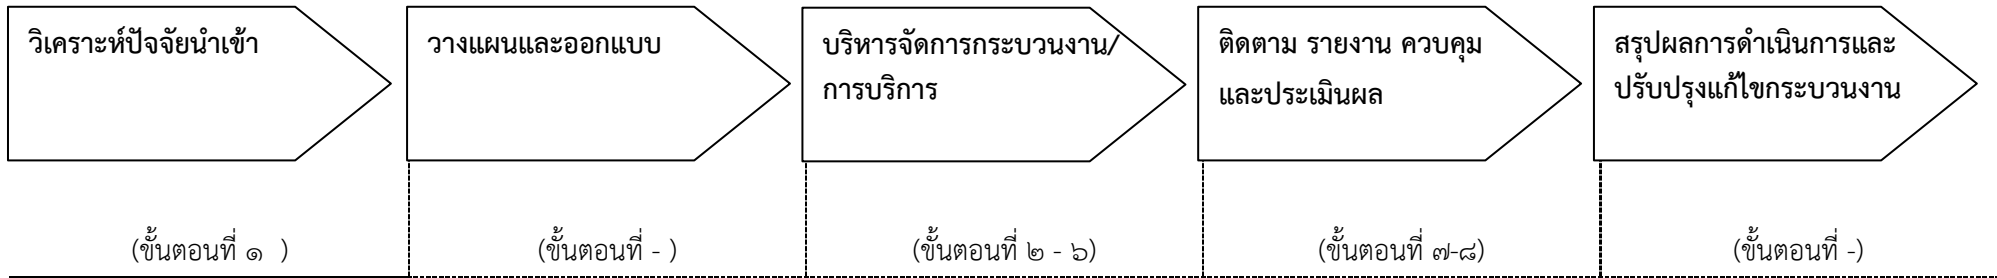 วิเคราะห์ปัจจัยนำเข้า
วางแผนและออกแบบ
บริหารจัดการกระบวนงาน/
การบริการ
ติดตาม รายงาน ควบคุม
และประเมินผล
สรุปผลการดำเนินการและ
ปรับปรุงแก้ไขกระบวนงาน
(ขั้นตอนที่ ๑ )
(ขั้นตอนที่ - )
(ขั้นตอนที่ ๒ - ๖)
(ขั้นตอนที่ ๗-๘)
(ขั้นตอนที่ -)